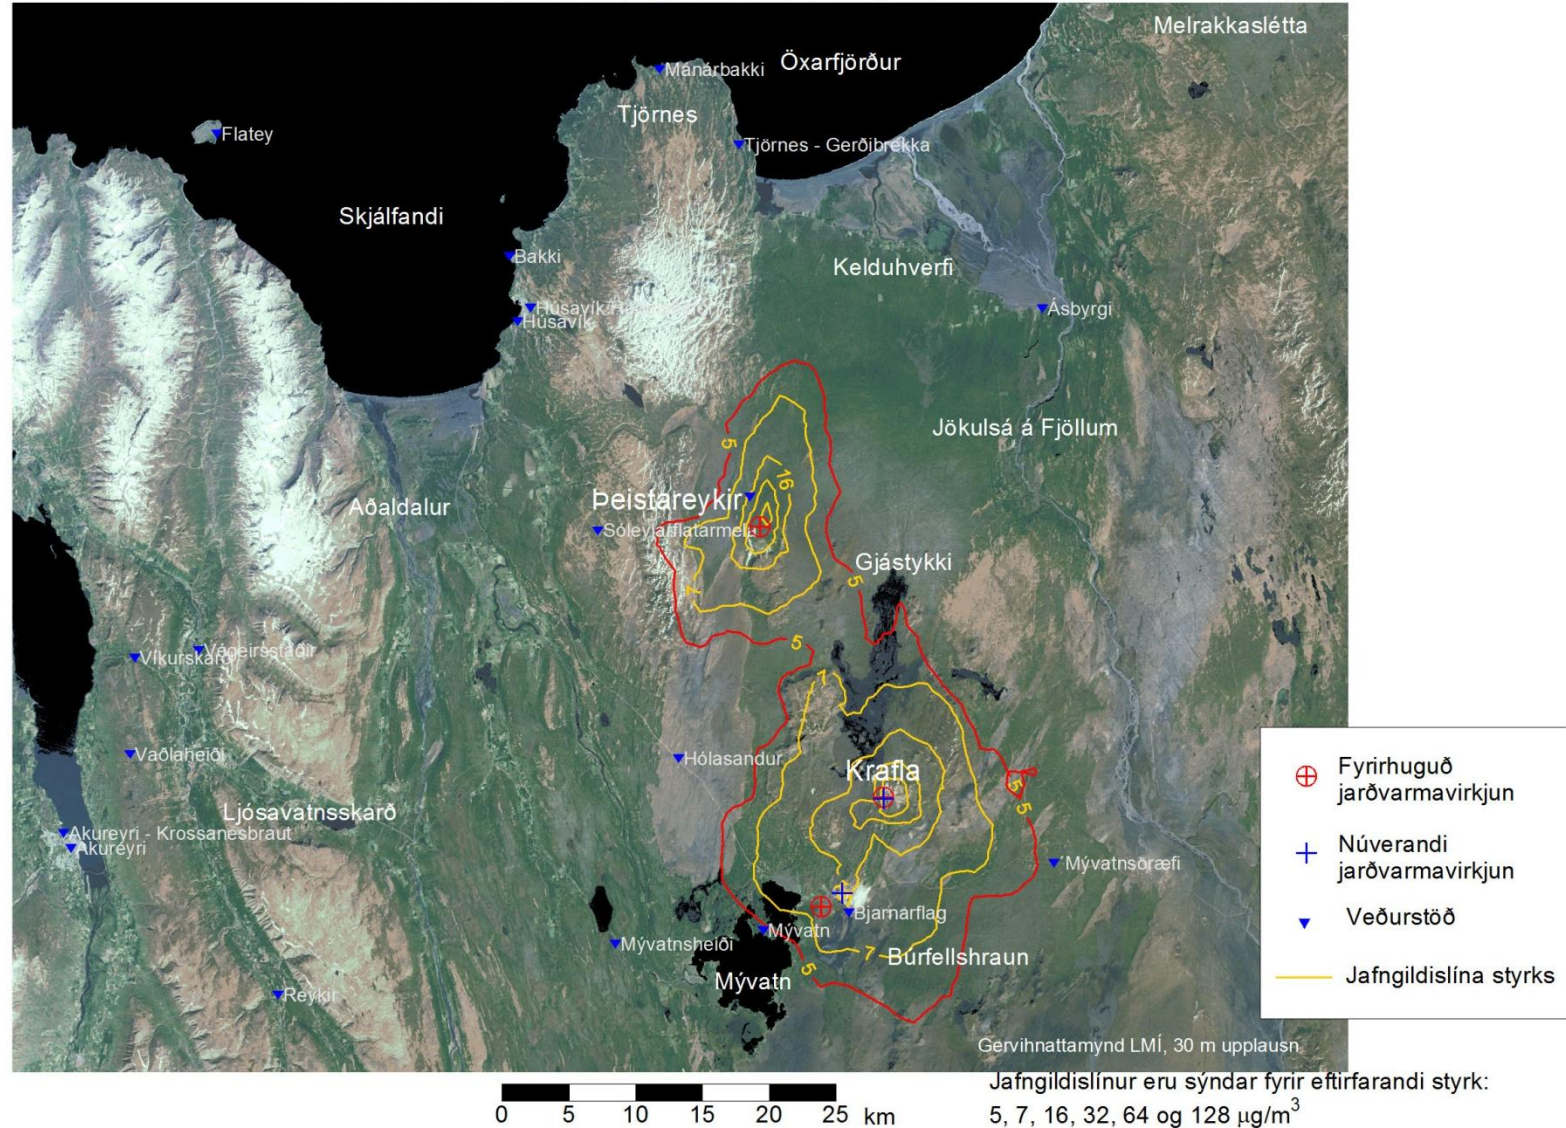 Melrakkaslétta
Öxarfjörður
Mánárbakki
Tjörnes
Flatey
Tjörnes - Gerðibrekka
Skjálfandi
Bakki
Kelduhverfi
Húsavík
Ásbyrgi
Húsavík
Jökulsá á Fjöllum
5
16
Þeistareykir
Aðaldalur
Gjástykki
5
7
5
Végeirsstaðir
Víkurskarð
7
Vaðlaheiði
Hólasandur
Krafla
5
5
Ljósavatnsskarð
Akureyri - Krossanesbraut
Akureyri
Mývatnsöræfi
Bjarnarflag
Mývatn
Mývatnsheiði
7
Búrfellshraun
5
Mývatn
Reykir
Gervihnattamynd LMÍ, 30 m upplausn
Fyrirhuguð
jarðvarmavirkjun
Núverandi
jarðvarmavirkjun
Veðurstöð
Jafngildislína styrks
0 5 10 15 20 25 km
Jafngildislínur eru sýndar fyrir eftirfarandi styrk:
5, 7, 16, 32, 64 og 128 µg/m³